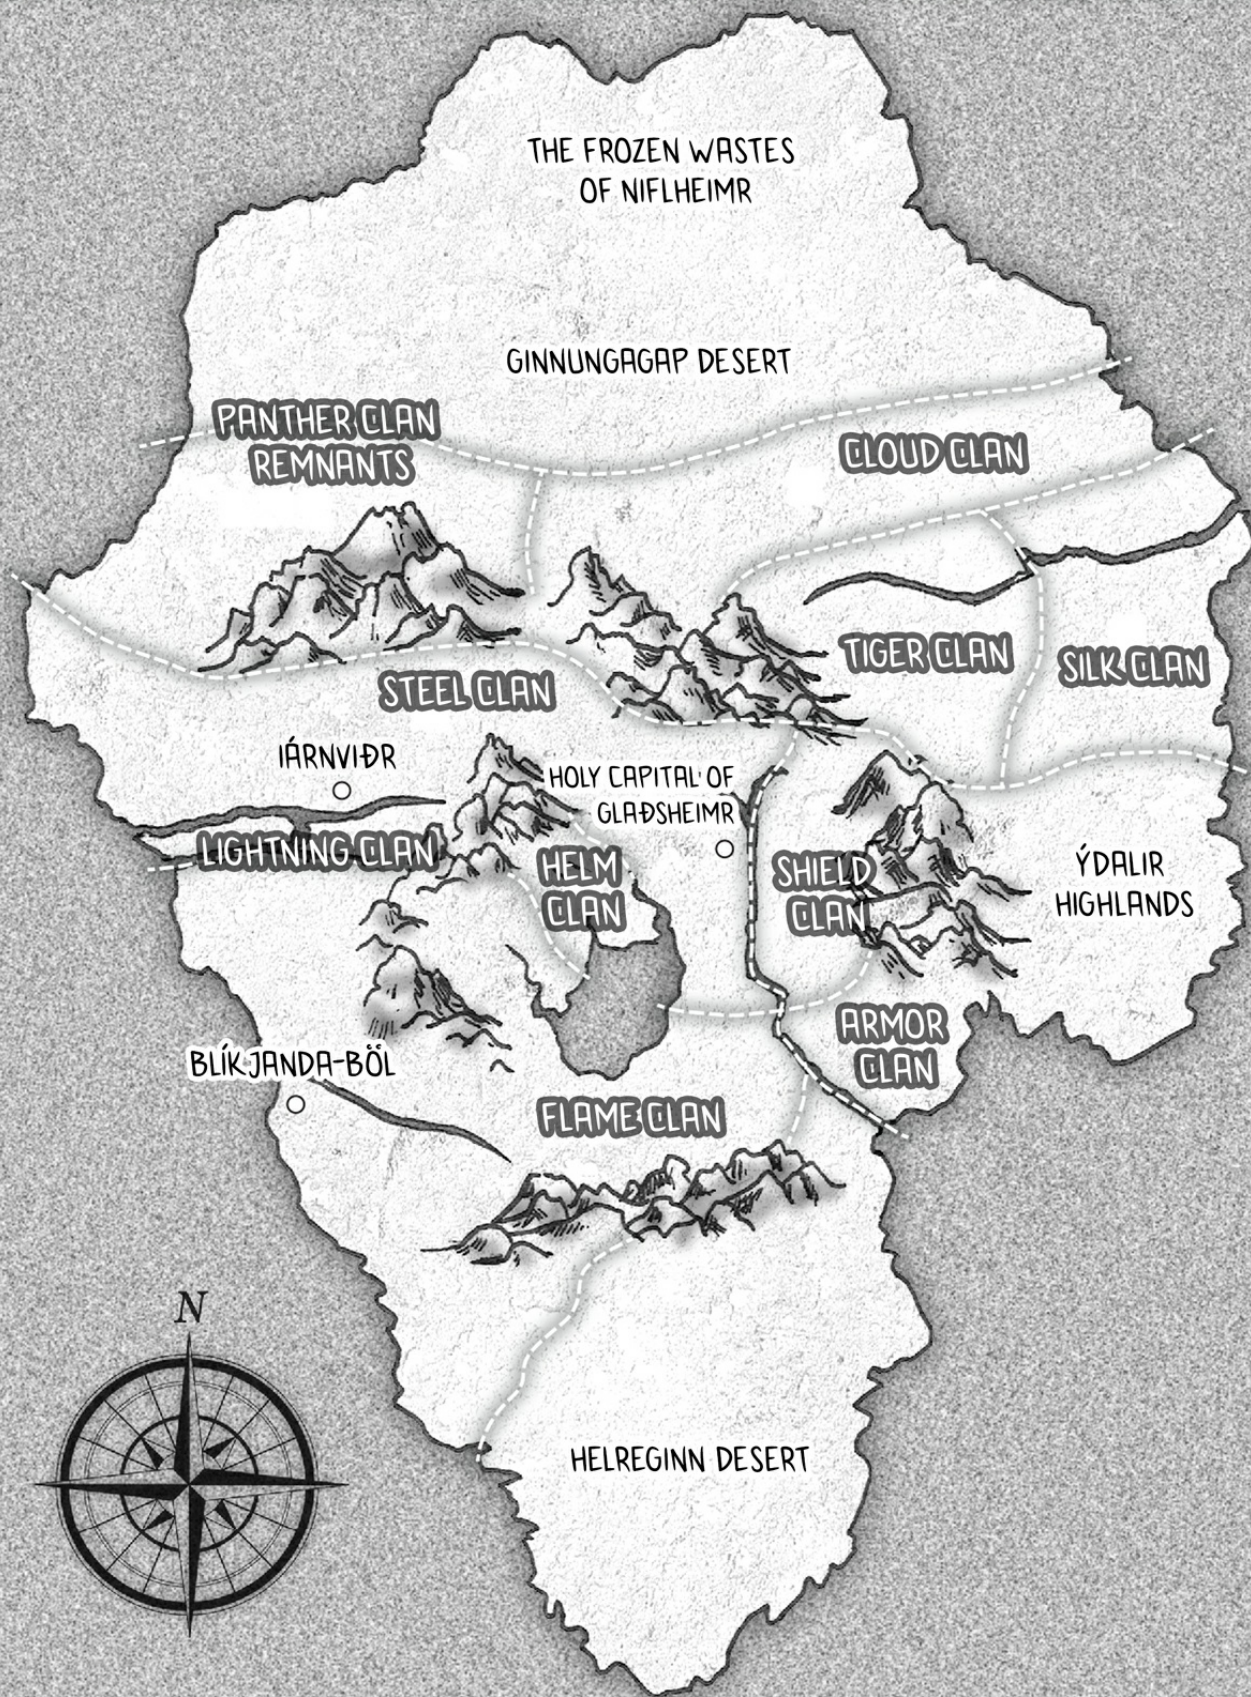 THE FROZEN WASTES
OF NIFLHEIMR
GINNUNGAGAP DESERT
PANTHER CLAN
REMNANTS
CLOUD CLAN
TIGER CLAN
SILK CLAN
STEEL CLAN
IÁRNVIÐR
HOLY CAPITAL OF
GLAÐSHEIMR
LIGHTNING CLAN
HELM
CLAN
SHIELD
CLAN
ÝDALIR
HIGHLANDS
ARMOR
CLAN
BLÍKJANDA-BÖL
FLAME CLAN
N
HELREGINN DESERT